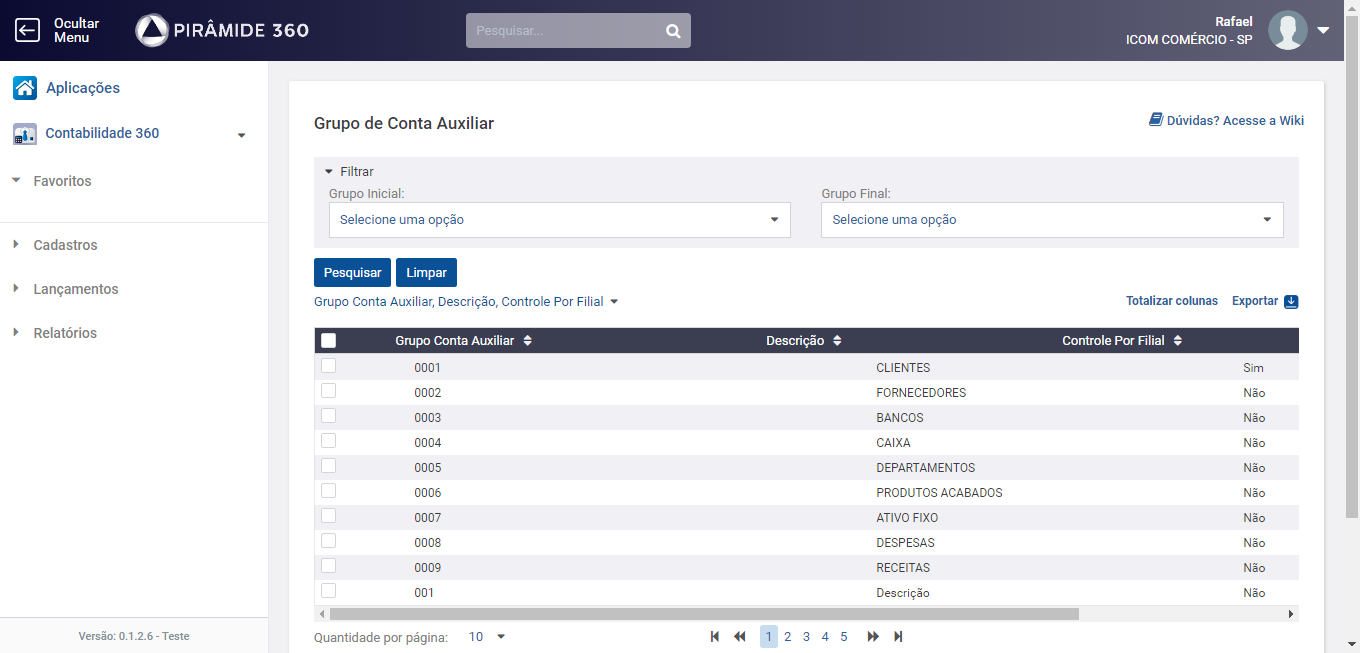 Ocultar
Menu
PIRÂMIDE 360
Pesquisar...
Rafael
ICOM COMÉRCIO - SP
Aplicações
Contabilidade 360
Favoritos
Cadastros
Lançamentos
Relatórios
Versão: 0.1.2.6 - Teste
Grupo de Conta Auxiliar
Dúvidas? Acesse a Wiki
Filtrar
Grupo Inicial: Grupo Final:
Selecione uma opção Selecione uma opção
Pesquisar Limpar
Grupo Conta Auxiliar, Descrição, Controle Por Filial Totalizar colunas Exportar
Grupo Conta Auxiliar Descrição Controle Por Filial
0001 CLIENTES Sim
0002 FORNECEDORES Não
0003 BANCOS Não
0004 CAIXA Não
0005 DEPARTAMENTOS Não
0006 PRODUTOS ACABADOS Não
0007 ATIVO FIXO Não
0008 DESPESAS Não
0009 RECEITAS Não
001 Descrição Não
Quantidade por página: 10 1 2 3 4 5